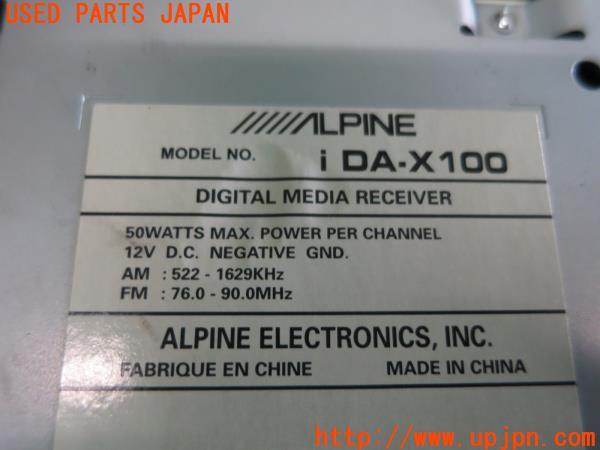 USED PARTS JAPAN
ALPINE
MODEL NO. i DA-X100
DIGITAL MEDIA RECEIVER
50WATTS MAX. POWER PER CHANNEL
12V D.C. NEGATIVE GND.
AM : 522 - 1629KHz
FM : 76.0 - 90.0MHz
ALPINE ELECTRONICS, INC.
FABRIQUE EN CHINE MADE IN CHINA
http://www.upjpn.com